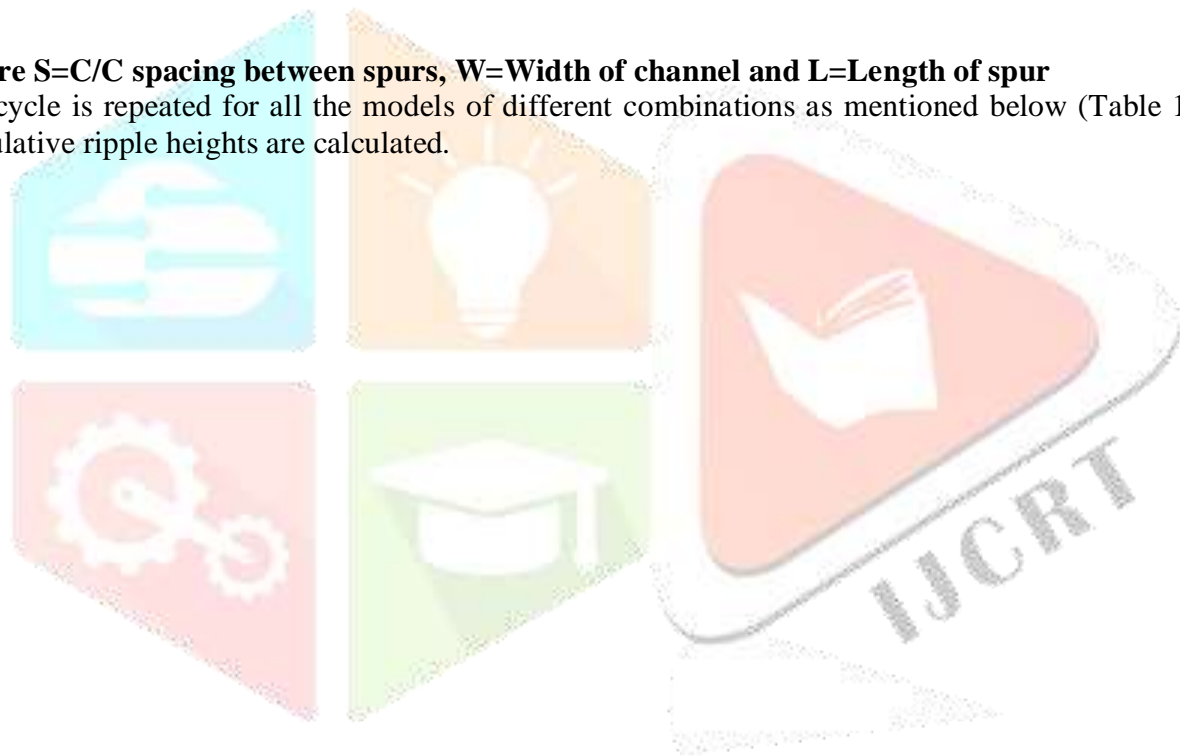 re S=C/C spacing between spurs, W=Width of channel and L=Length of spur
cycle is repeated for all the models of different combinations as mentioned below (Table 1
ulative ripple heights are calculated.
IJCRT